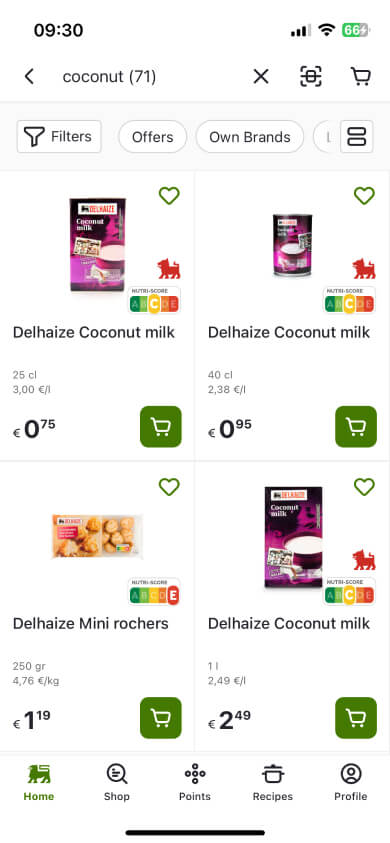 09:30
66
coconut (71)
Filters
Offers
Own Brands
DELHAIZE
Coconut
milk
NUTRI-SCORE
A B C D E
Delhaize Coconut milk
25 cl
3,00 €/l
€ 0 75
Coconut
milk
NUTRI-SCORE
A B C D E
Delhaize Coconut milk
40 cl
2,38 €/l
€ 0 95
DELHAIZE
NUTRI-SCORE
A B C D E
Delhaize Mini rochers
250 gr
4,76 €/kg
€ 1 19
DELHAIZE
Coconut
milk
NUTRI-SCORE
A B C D E
Delhaize Coconut milk
1 l
2,49 €/l
€ 2 49
Home
Shop
Points
Recipes
Profile